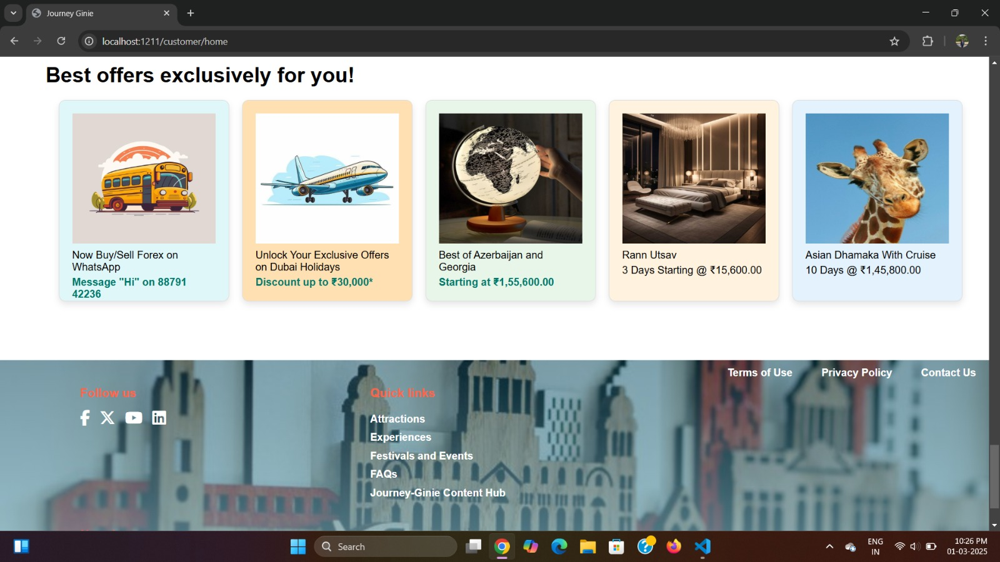 Journey Ginie
localhost:1211/customer/home
Best offers exclusively for you!
Now Buy/Sell Forex on
WhatsApp
Message "Hi" on 88791
42236
Unlock Your Exclusive Offers
on Dubai Holidays
Discount up to ₹30,000*
Best of Azerbaijan and
Georgia
Starting at ₹1,55,600.00
Rann Utsav
3 Days Starting @ ₹15,600.00
Asian Dhamaka With Cruise
10 Days @ ₹1,45,800.00
Terms of Use
Privacy Policy
Contact Us
Follow us
Quick links
Attractions
Experiences
Festivals and Events
FAQs
Journey-Ginie Content Hub
Search
ENG
IN
10:26 PM
01-03-2025